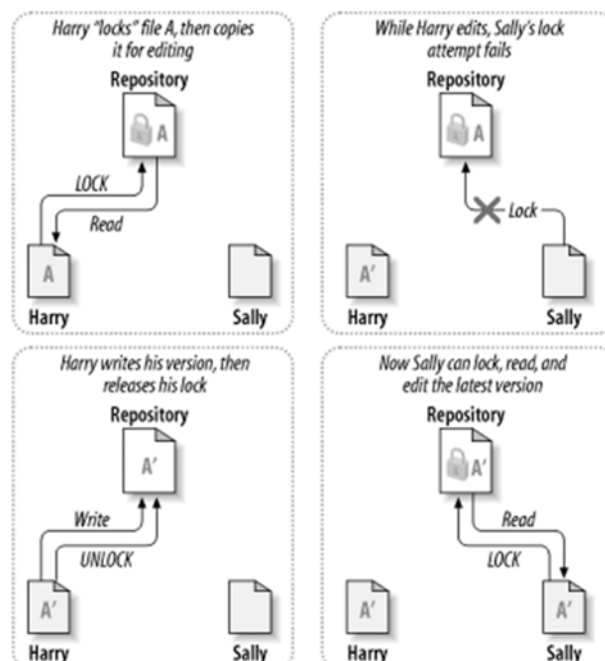 Harry “locks” file A, then copies
it for editing
Repository
A
LOCK
Read
A
Harry
Sally
While Harry edits, Sally’s lock
attempt fails
Repository
A
Lock
A’
Harry
Sally
Harry writes his version, then
releases his lock
Repository
A’
Write
UNLOCK
A’
Harry
Sally
Now Sally can lock, read, and
edit the latest version
Repository
A’
Read
LOCK
A’
A’
Harry
Sally